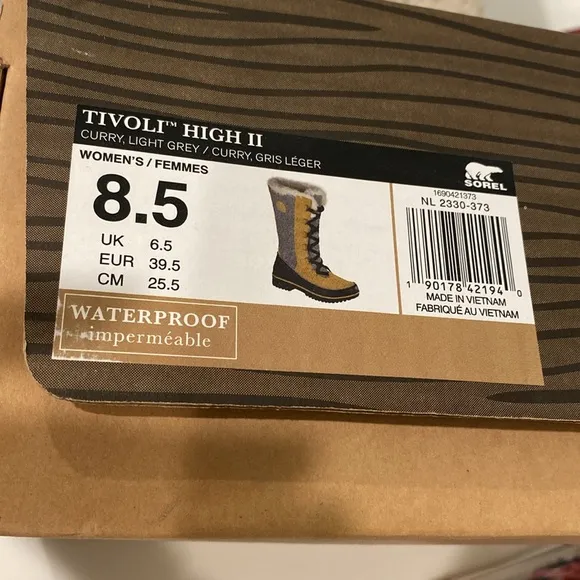 TIVOLI™ HIGH II
CURRY, LIGHT GREY / CURRY, GRIS LÉGER
WOMEN'S / FEMMES
8.5
UK 6.5
EUR 39.5
CM 25.5
WATERPROOF
imperméable
SOREL
1690421373
NL 2330-373
1 90178 42194 0
MADE IN VIETNAM
FABRIQUÉ AU VIETNAM